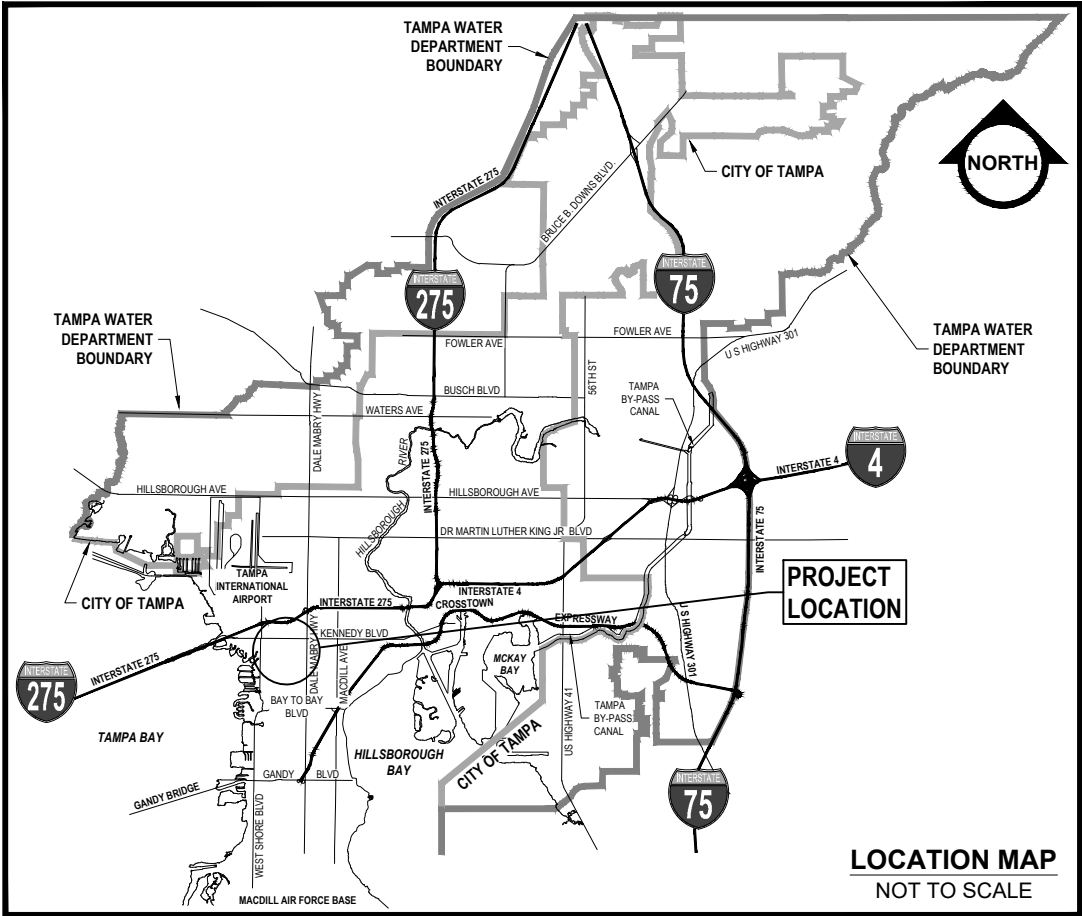 TAMPA WATER
DEPARTMENT
BOUNDARY
CITY OF TAMPA
NORTH
INTERSTATE 275
BRUCE B. DOWNS BLVD.
INTERSTATE
275
INTERSTATE
75
TAMPA WATER
DEPARTMENT
BOUNDARY
FOWLER AVE
FOWLER AVE
U S HIGHWAY 301
TAMPA WATER
DEPARTMENT
BOUNDARY
DALE MABRY HWY
BUSCH BLVD
56TH ST
TAMPA
BY-PASS
CANAL
WATERS AVE
RIVER
HILLSBOROUGH
INTERSTATE 275
INTERSTATE
4
INTERSTATE 4
HILLSBOROUGH AVE
HILLSBOROUGH AVE
DR MARTIN LUTHER KING JR BLVD
INTERSTATE 75
TAMPA
INTERNATIONAL
AIRPORT
CITY OF TAMPA
INTERSTATE 275
INTERSTATE 4
CROSSTOWN
EXPRESSWAY
PROJECT
LOCATION
KENNEDY BLVD
DALE MABRY HWY
MACDILL AVE
U S HIGHWAY 301
INTERSTATE 275
INTERSTATE
275
MCKAY
BAY
BAY TO BAY
BLVD
TAMPA
BY-PASS
CANAL
US HIGHWAY 41
TAMPA BAY
HILLSBOROUGH
BAY
CITY OF TAMPA
GANDY BLVD
GANDY BRIDGE
INTERSTATE
75
WEST SHORE BLVD
MACDILL AIR FORCE BASE
LOCATION MAP
NOT TO SCALE